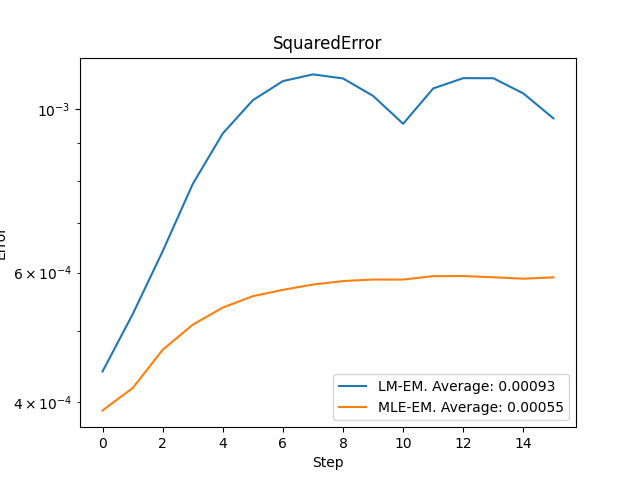 SquaredError
10⁻³
6 × 10⁻⁴
4 × 10⁻⁴
Error
LM-EM. Average: 0.00093
MLE-EM. Average: 0.00055
0 2 4 6 8 10 12 14
Step